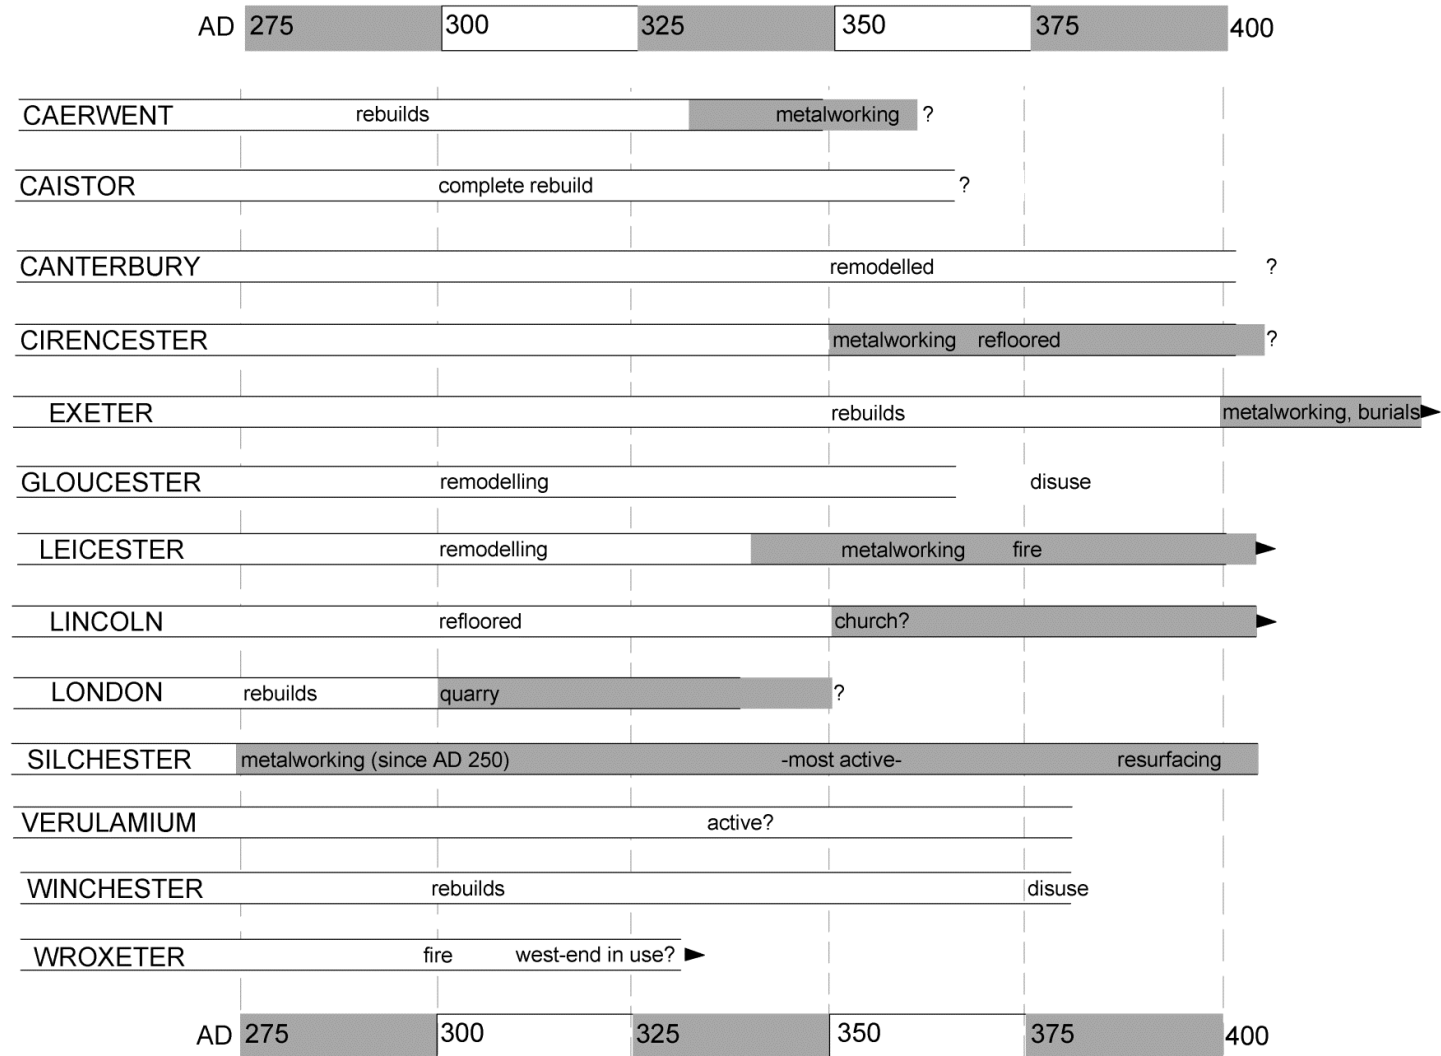 AD 275 300 325 350 375 400
CAERWENT rebuilds metalworking ?
CAISTOR complete rebuild ?
CANTERBURY remodelled ?
CIRENCESTER metalworking refloored ?
EXETER rebuilds metalworking, burials
GLOUCESTER remodelling disuse
LEICESTER remodelling metalworking fire
LINCOLN refloored church?
LONDON rebuilds quarry ?
SILCHESTER metalworking (since AD 250) -most active- resurfacing
VERULAMIUM active?
WINCHESTER rebuilds disuse
WROXETER fire west-end in use?
AD 275 300 325 350 375 400